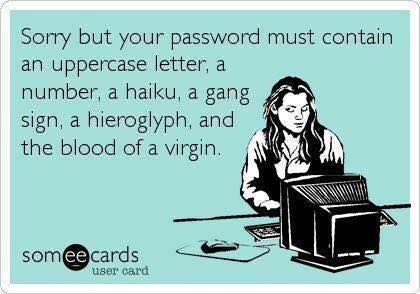 Sorry but your password must contain
an uppercase letter, a
number, a haiku, a gang
sign, a hieroglyph, and
the blood of a virgin.
someecards
user card